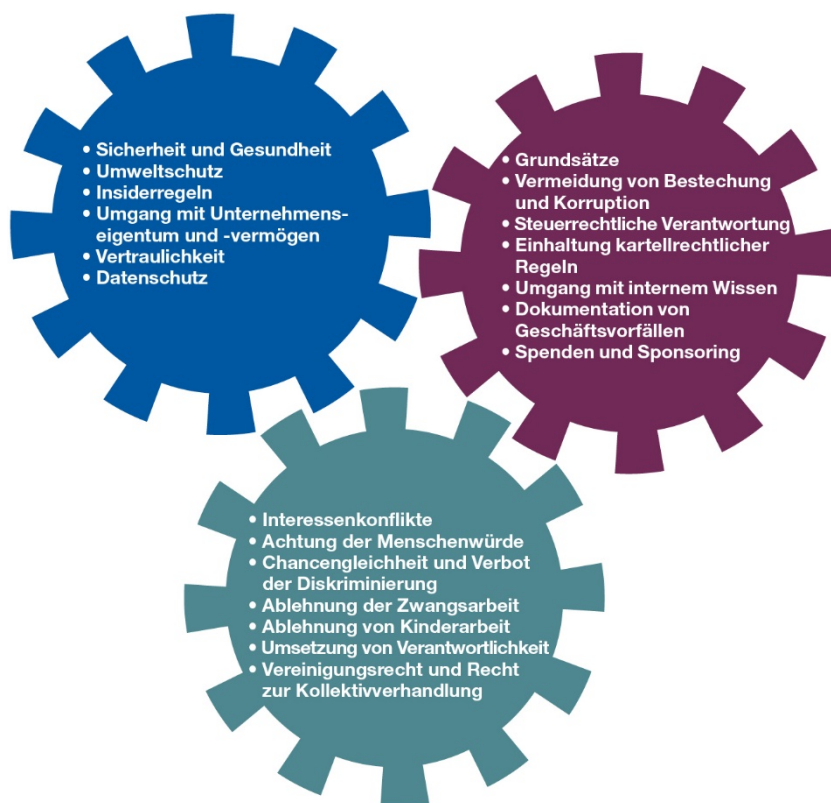 • Sicherheit und Gesundheit
• Umweltschutz
• Insiderregeln
• Umgang mit Unternehmens-
eigentum und -vermögen
• Vertraulichkeit
• Datenschutz
• Grundsätze
• Vermeidung von Bestechung
und Korruption
• Steuerrechtliche Verantwortung
• Einhaltung kartellrechtlicher
Regeln
• Umgang mit internem Wissen
• Dokumentation von
Geschäftsvorfällen
• Spenden und Sponsoring
• Interessenkonflikte
• Achtung der Menschenwürde
• Chancengleichheit und Verbot
der Diskriminierung
• Ablehnung der Zwangsarbeit
• Ablehnung von Kinderarbeit
• Umsetzung von Verantwortlichkeit
• Vereinigungsrecht und Recht
zur Kollektivverhandlung